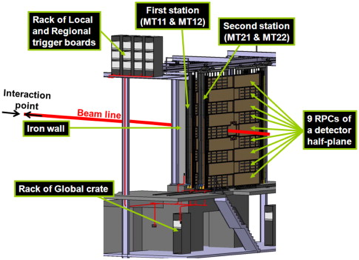 Rack of Local
and Regional
trigger boards
First station
(MT11 & MT12)
Second station
(MT21 & MT22)
Interaction
point
Beam line
Iron wall
9 RPCs of
a detector
half-plane
Rack of Global crate